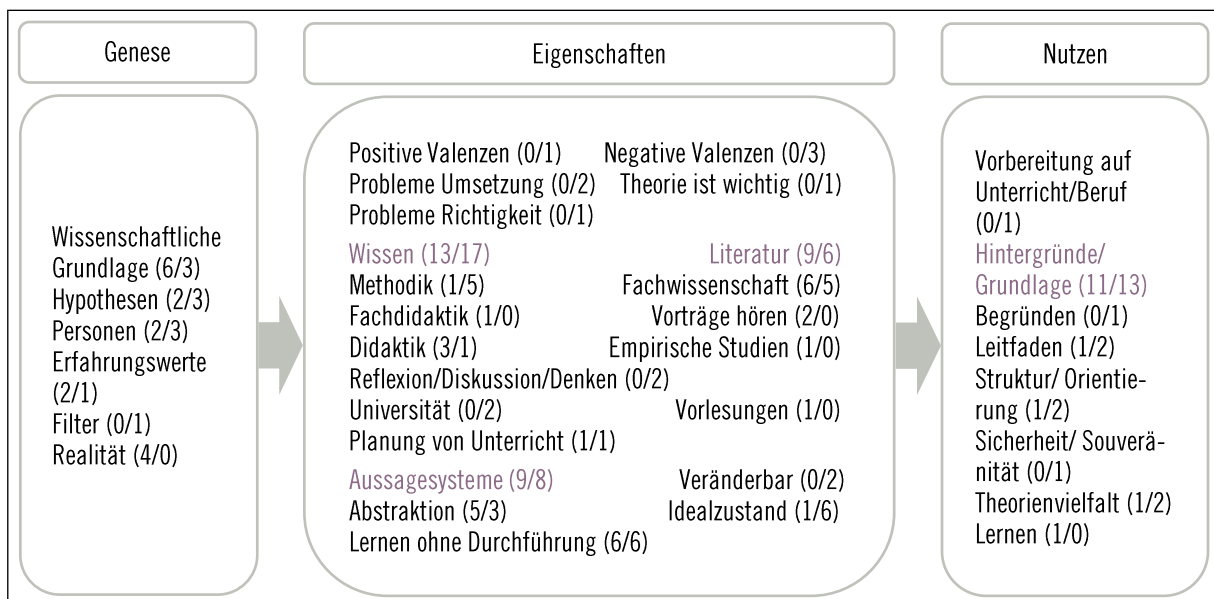 Genese
Eigenschaften
Nutzen
Wissenschaftliche
Grundlage (6/3)
Hypothesen (2/3)
Personen (2/3)
Erfahrungswerte
(2/1)
Filter (0/1)
Realität (4/0)
Positive Valenzen (0/1) Negative Valenzen (0/3)
Probleme Umsetzung (0/2) Theorie ist wichtig (0/1)
Probleme Richtigkeit (0/1)
Wissen (13/17) Literatur (9/6)
Methodik (1/5) Fachwissenschaft (6/5)
Fachdidaktik (1/0) Vorträge hören (2/0)
Didaktik (3/1) Empirische Studien (1/0)
Reflexion/Diskussion/Denken (0/2)
Universität (0/2) Vorlesungen (1/0)
Planung von Unterricht (1/1)
Aussagesysteme (9/8) Veränderbar (0/2)
Abstraktion (5/3) Idealzustand (1/6)
Lernen ohne Durchführung (6/6)
Vorbereitung auf
Unterricht/Beruf
(0/1)
Hintergründe/
Grundlage (11/13)
Begründen (0/1)
Leitfaden (1/2)
Struktur/ Orientie-
rung (1/2)
Sicherheit/ Souverä-
nität (0/1)
Theorienvielfalt (1/2)
Lernen (1/0)